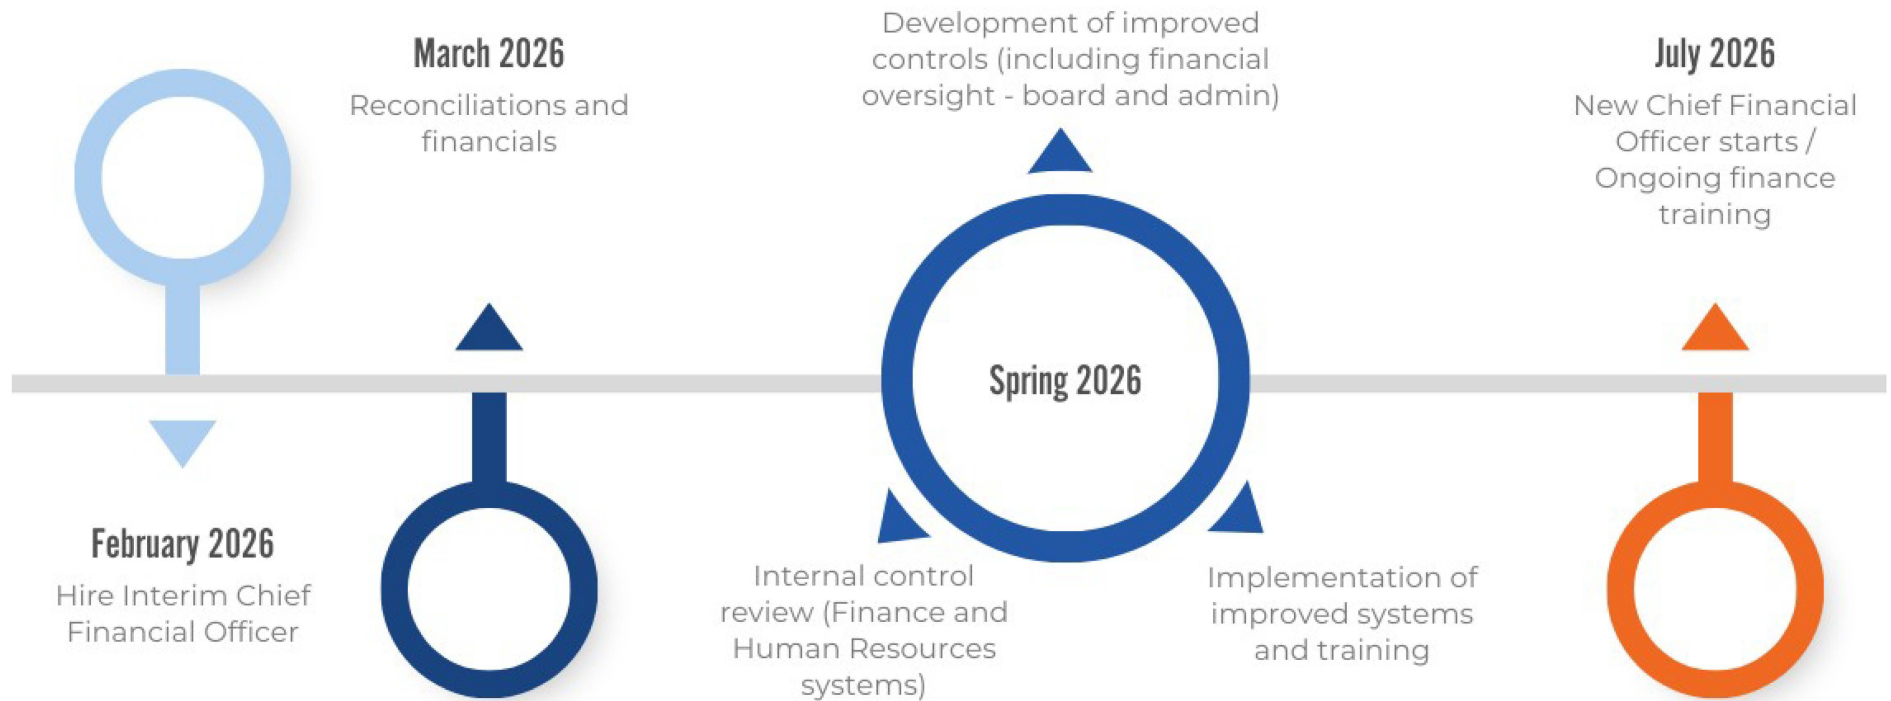 February 2026
Hire Interim Chief
Financial Officer
March 2026
Reconciliations and
financials
Development of improved
controls (including financial
oversight - board and admin)
Spring 2026
Internal control
review (Finance and
Human Resources
systems)
Implementation of
improved systems
and training
July 2026
New Chief Financial
Officer starts /
Ongoing finance
training